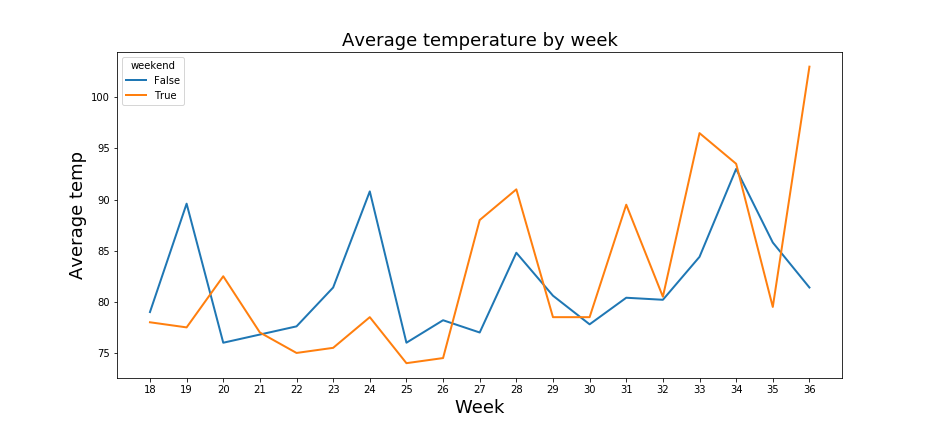 Average temperature by week
weekend
False
True
Average temp
100
95
90
85
80
75
18 19 20 21 22 23 24 25 26 27 28 29 30 31 32 33 34 35 36
Week